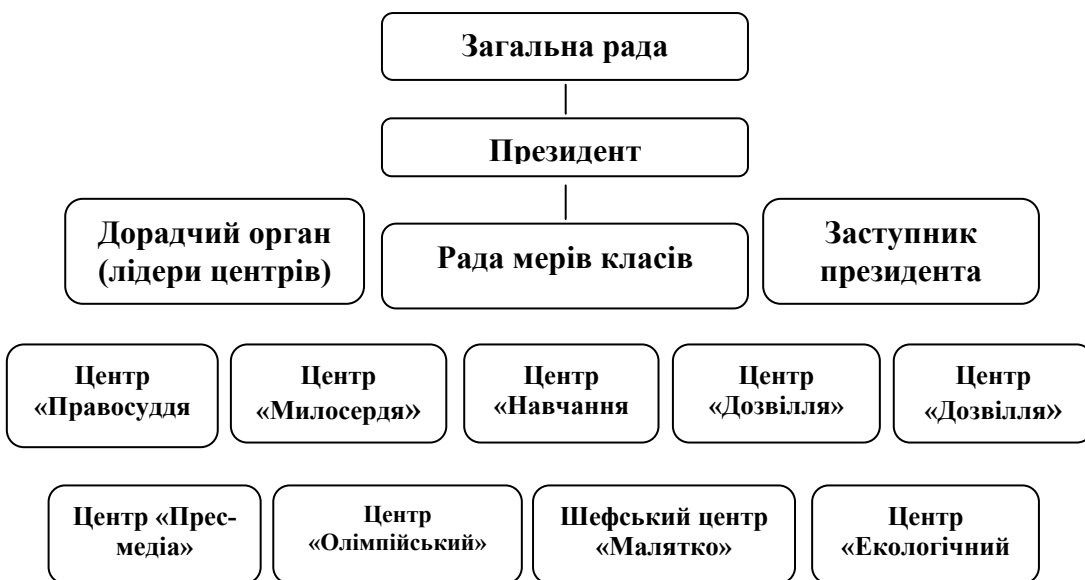 Загальна рада
Президент
Дорадчий орган
(лідери центрів)
Рада мерів класів
Заступник
президента
Центр
«Правосуддя
Центр
«Милосердя»
Центр
«Навчання
Центр
«Дозвілля»
Центр
«Дозвілля»
Центр «Прес-
медіа»
Центр
«Олімпійський»
Шефський центр
«Малятко»
Центр
«Екологічний